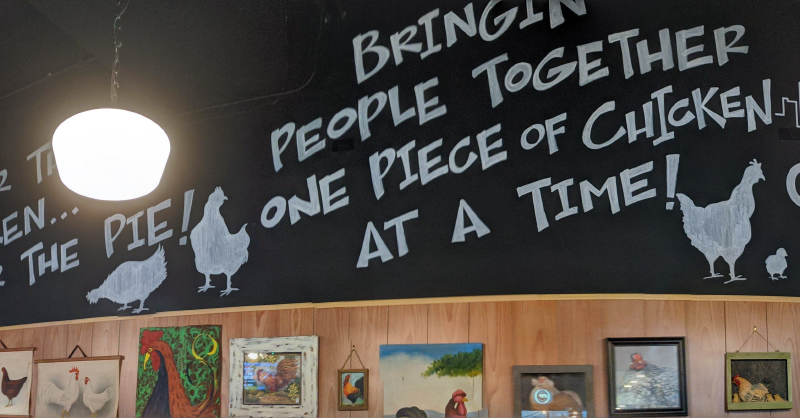 BRINGIN
PEOPLE TOGETHER
ONE PIECE OF CHICKEN
AT A TIME!
THE PIE!